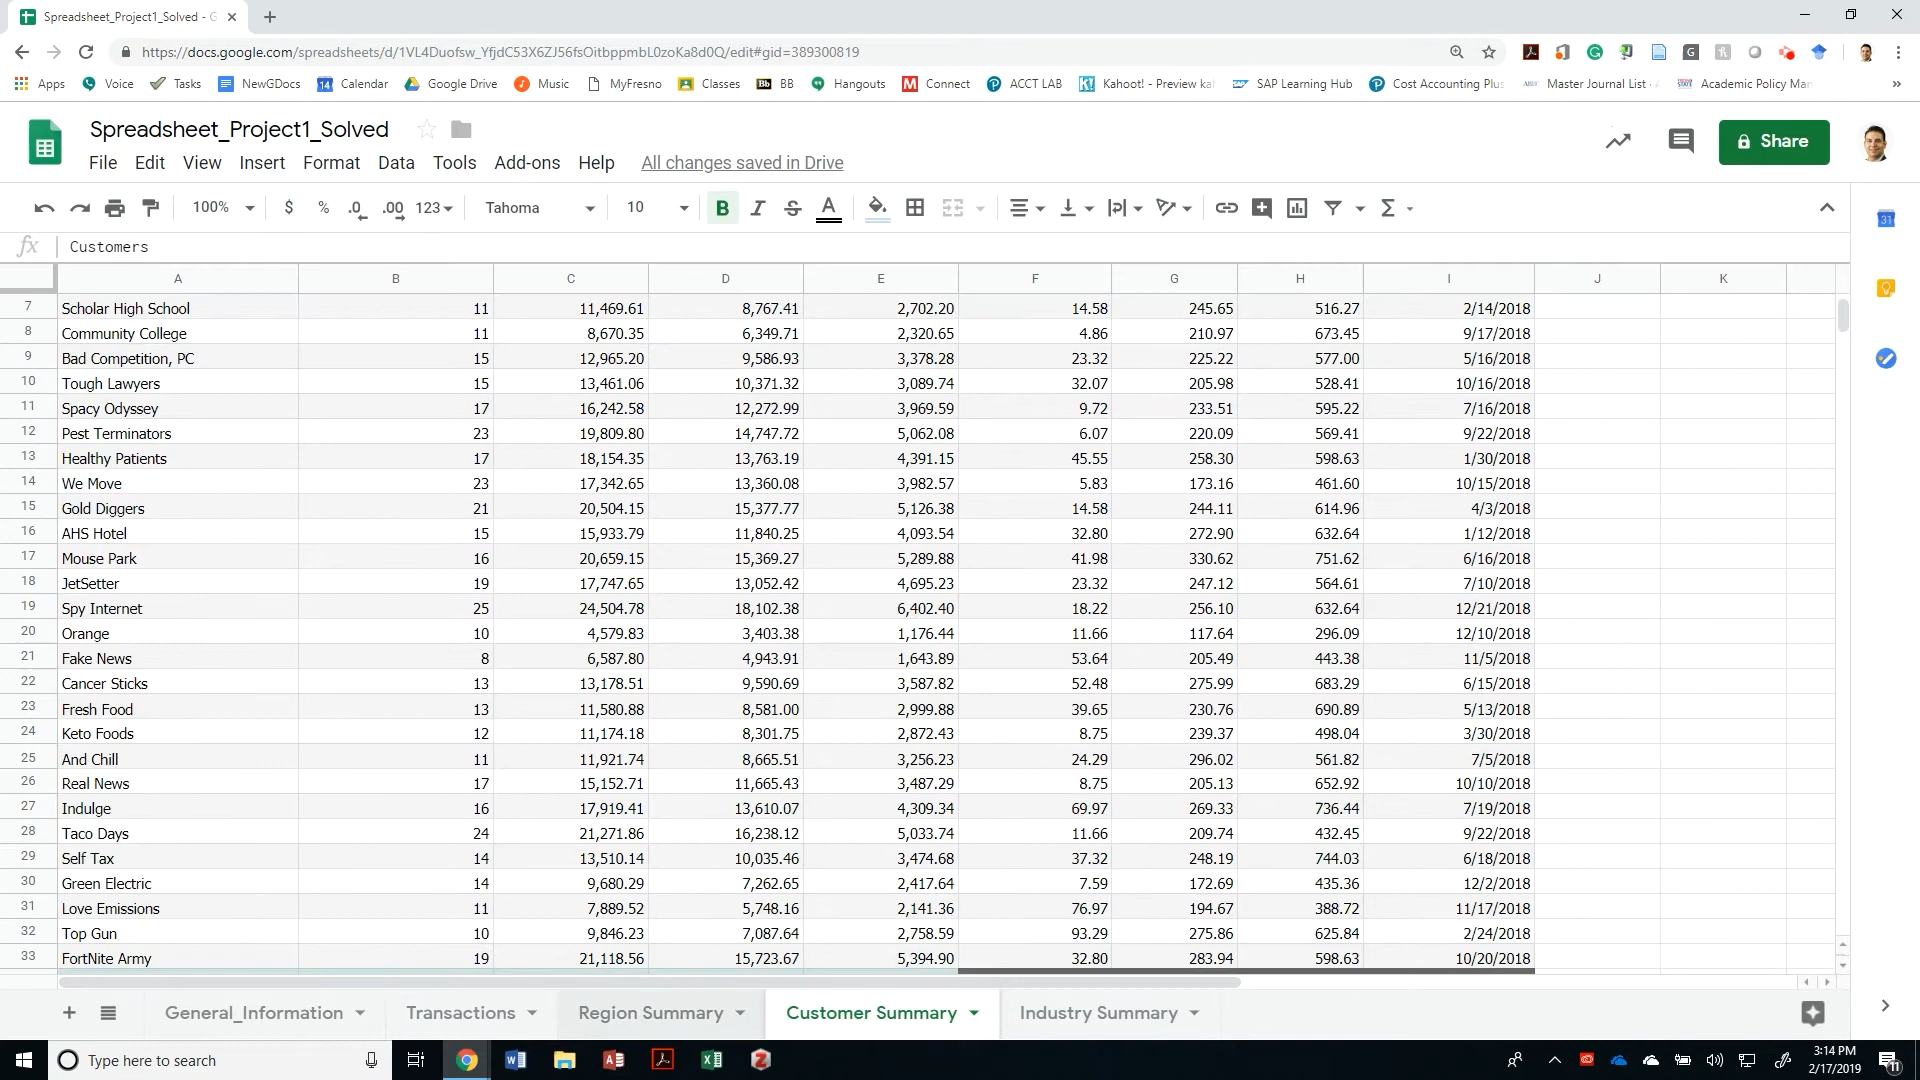 Spreadsheet_Project1_Solved - G
https://docs.google.com/spreadsheets/d/1VL4Duofsw_YfjdC53X6ZJ56fsOitbppmbL0zoKa8d0Q/edit#gid=389300819
Apps Voice Tasks NewGDocs Calendar Google Drive Music MyFresno Classes Bb BB Hangouts Connect ACCT LAB Kahoot! - Preview ka SAP Learning Hub Cost Accounting Plus Master Journal List Academic Policy Man
Spreadsheet_Project1_Solved
Share
File Edit View Insert Format Data Tools Add-ons Help All changes saved in Drive
100% $ % .0 .00 123 Tahoma 10 B I S A Σ
31
fx Customers
A B C D E F G H I J K
7 Scholar High School 11 11,469.61 8,767.41 2,702.20 14.58 245.65 516.27 2/14/2018
8 Community College 11 8,670.35 6,349.71 2,320.65 4.86 210.97 673.45 9/17/2018
9 Bad Competition, PC 15 12,965.20 9,586.93 3,378.28 23.32 225.22 577.00 5/16/2018
10 Tough Lawyers 15 13,461.06 10,371.32 3,089.74 32.07 205.98 528.41 10/16/2018
11 Spacy Odyssey 17 16,242.58 12,272.99 3,969.59 9.72 233.51 595.22 7/16/2018
12 Pest Terminators 23 19,809.80 14,747.72 5,062.08 6.07 220.09 569.41 9/22/2018
13 Healthy Patients 17 18,154.35 13,763.19 4,391.15 45.55 258.30 598.63 1/30/2018
14 We Move 23 17,342.65 13,360.08 3,982.57 5.83 173.16 461.60 10/15/2018
15 Gold Diggers 21 20,504.15 15,377.77 5,126.38 14.58 244.11 614.96 4/3/2018
16 AHS Hotel 15 15,933.79 11,840.25 4,093.54 32.80 272.90 632.64 1/12/2018
17 Mouse Park 16 20,659.15 15,369.27 5,289.88 41.98 330.62 751.62 6/16/2018
18 JetSetter 19 17,747.65 13,052.42 4,695.23 23.32 247.12 564.61 7/10/2018
19 Spy Internet 25 24,504.78 18,102.38 6,402.40 18.22 256.10 632.64 12/21/2018
20 Orange 10 4,579.83 3,403.38 1,176.44 11.66 117.64 296.09 12/10/2018
21 Fake News 8 6,587.80 4,943.91 1,643.89 53.64 205.49 443.38 11/5/2018
22 Cancer Sticks 13 13,178.51 9,590.69 3,587.82 52.48 275.99 683.29 6/15/2018
23 Fresh Food 13 11,580.88 8,581.00 2,999.88 39.65 230.76 690.89 5/13/2018
24 Keto Foods 12 11,174.18 8,301.75 2,872.43 8.75 239.37 498.04 3/30/2018
25 And Chill 11 11,921.74 8,665.51 3,256.23 24.29 296.02 561.82 7/5/2018
26 Real News 17 15,152.71 11,665.43 3,487.29 8.75 205.13 652.92 10/10/2018
27 Indulge 16 17,919.41 13,610.07 4,309.34 69.97 269.33 736.44 7/19/2018
28 Taco Days 24 21,271.86 16,238.12 5,033.74 11.66 209.74 432.45 9/22/2018
29 Self Tax 14 13,510.14 10,035.46 3,474.68 37.32 248.19 744.03 6/18/2018
30 Green Electric 14 9,680.29 7,262.65 2,417.64 7.59 172.69 435.36 12/2/2018
31 Love Emissions 11 7,889.52 5,748.16 2,141.36 76.97 194.67 388.72 11/17/2018
32 Top Gun 10 9,846.23 7,087.64 2,758.59 93.29 275.86 625.84 2/24/2018
33 FortNite Army 19 21,118.56 15,723.67 5,394.90 32.80 283.94 598.63 10/20/2018
General_Information Transactions Region Summary Customer Summary Industry Summary
Type here to search
3:14 PM
2/17/2019
11